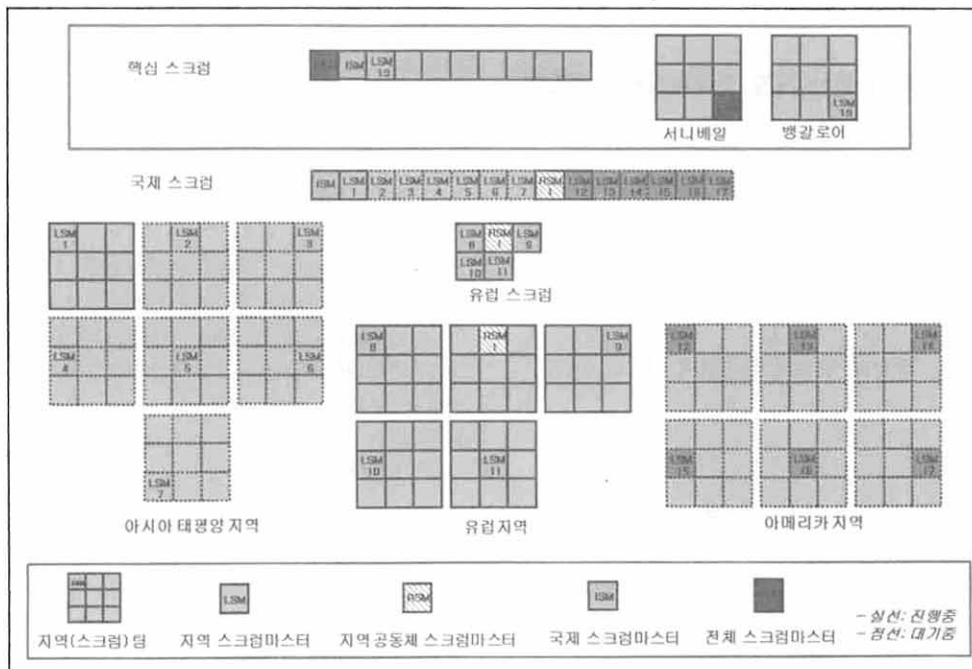 핵심 스크럼
ISM LSM 19
LSM 19
서니베일 뱅갈로어
국제 스크럼
ISM LSM 1 LSM 2 LSM 3 LSM 4 LSM 5 LSM 6 LSM 7 RSM 1 LSM 12 LSM 13 LSM 14 LSM 15 LSM 16 LSM 17
LSM 1 LSM 2 LSM 3
LSM 8 RSM 1 LSM 9
LSM 10 LSM 11
유럽 스크럼
LSM 4 LSM 5 LSM 6
LSM 8 RSM 1 LSM 9
LSM 12 LSM 13
LSM 7
LSM 10 LSM 11
LSM 15 LSM 17
아시아 태평양 지역 유럽지역 아메리카 지역
LSM RSM ISM
지역(스크럼) 팀 지역 스크럼마스터 지역공동체 스크럼마스터 국제 스크럼마스터 전체 스크럼마스터
- 실선: 진행중
- 점선: 대기중